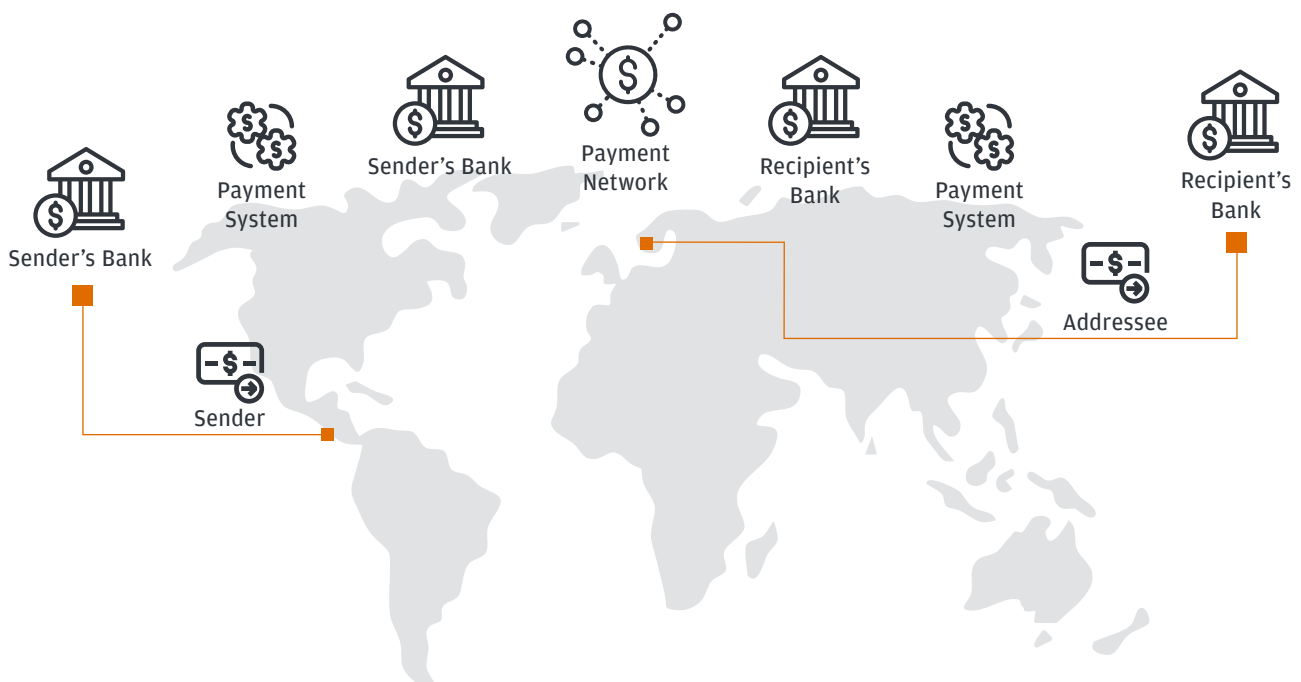 Sender's Bank
Payment
System
Sender's Bank
Payment
Network
Recipient's
Bank
Payment
System
Recipient's
Bank
Sender
Addressee